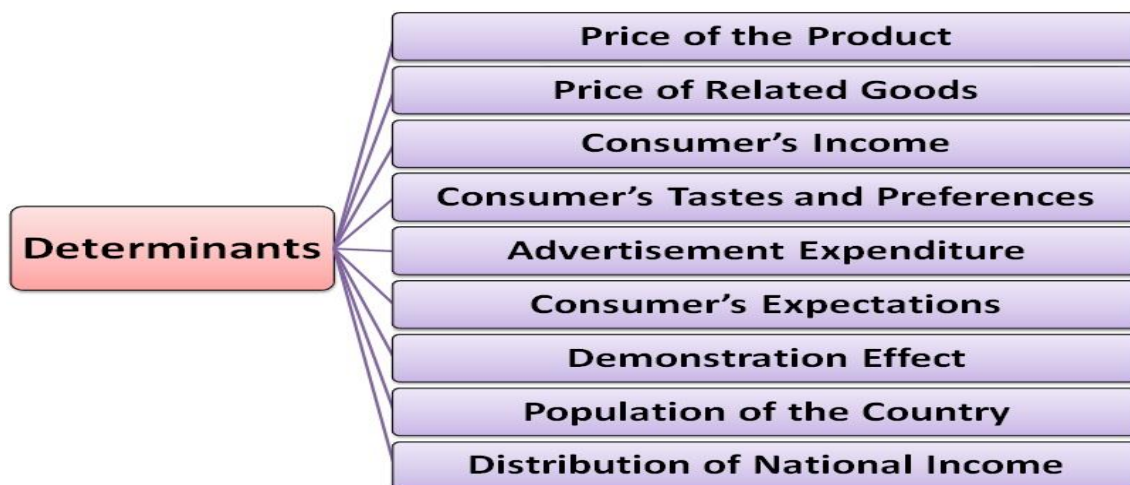 Determinants
Price of the Product
Price of Related Goods
Consumer’s Income
Consumer’s Tastes and Preferences
Advertisement Expenditure
Consumer’s Expectations
Demonstration Effect
Population of the Country
Distribution of National Income